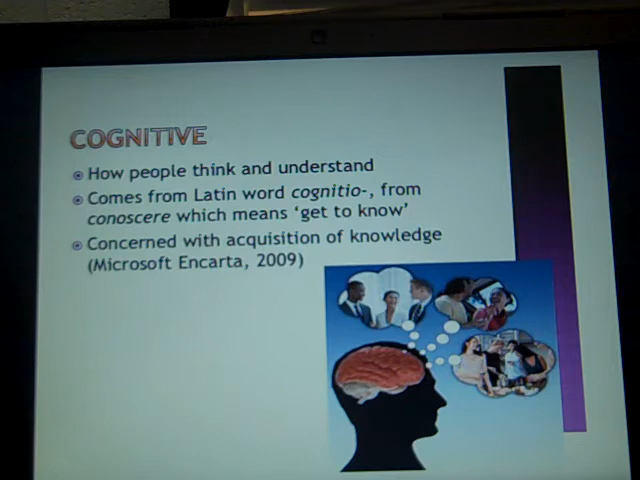 COGNITIVE
How people think and understand
Comes from Latin word cognitio-, from
conoscere which means ‘get to know’
Concerned with acquisition of knowledge
(Microsoft Encarta, 2009)